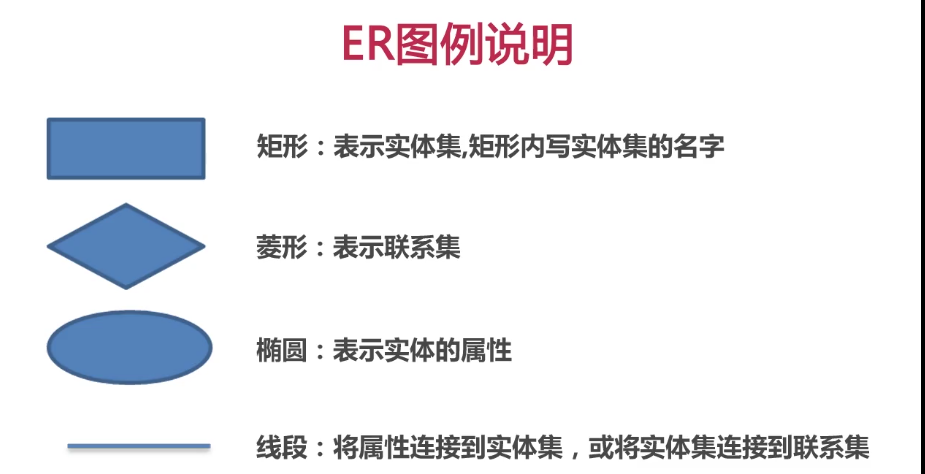 ER图例说明
矩形：表示实体集,矩形内写实体集的名字
菱形：表示联系集
椭圆：表示实体的属性
线段：将属性连接到实体集，或将实体集连接到联系集